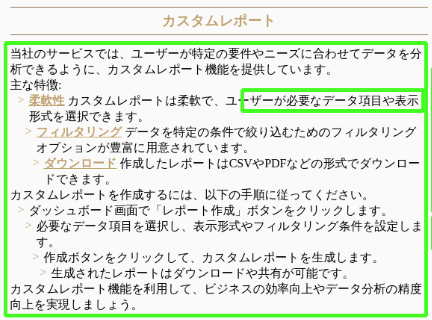 カスタムレポート
当社のサービスでは、ユーザーが特定の要件やニーズに合わせてデータを分
析できるように、カスタムレポート機能を提供しています。
主な特徴:
> 柔軟性 カスタムレポートは柔軟で、ユーザーが必要なデータ項目や表示
形式を選択できます。
> フィルタリング データを特定の条件で絞り込むためのフィルタリング
オプションが豊富に用意されています。
> ダウンロード 作成したレポートはCSVやPDFなどの形式でダウンロー
ドできます。
カスタムレポートを作成するには、以下の手順に従ってください。
> ダッシュボード画面で「レポート作成」ボタンをクリックします。
> 必要なデータ項目を選択し、表示形式やフィルタリング条件を設定しま
す。
> 作成ボタンをクリックして、カスタムレポートを生成します。
> 生成されたレポートはダウンロードや共有が可能です。
カスタムレポート機能を利用して、ビジネスの効率向上やデータ分析の精度
向上を実現しましょう。